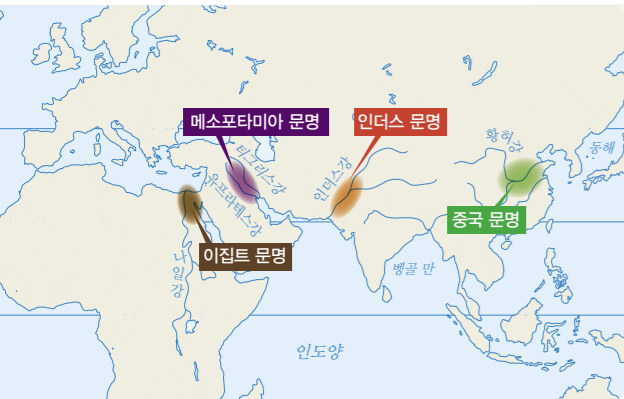 메소포타미아 문명
인더스 문명
황허강
동해
티그리스강
유프라테스강
인더스강
중국 문명
이집트 문명
나일강
벵골 만
인도양